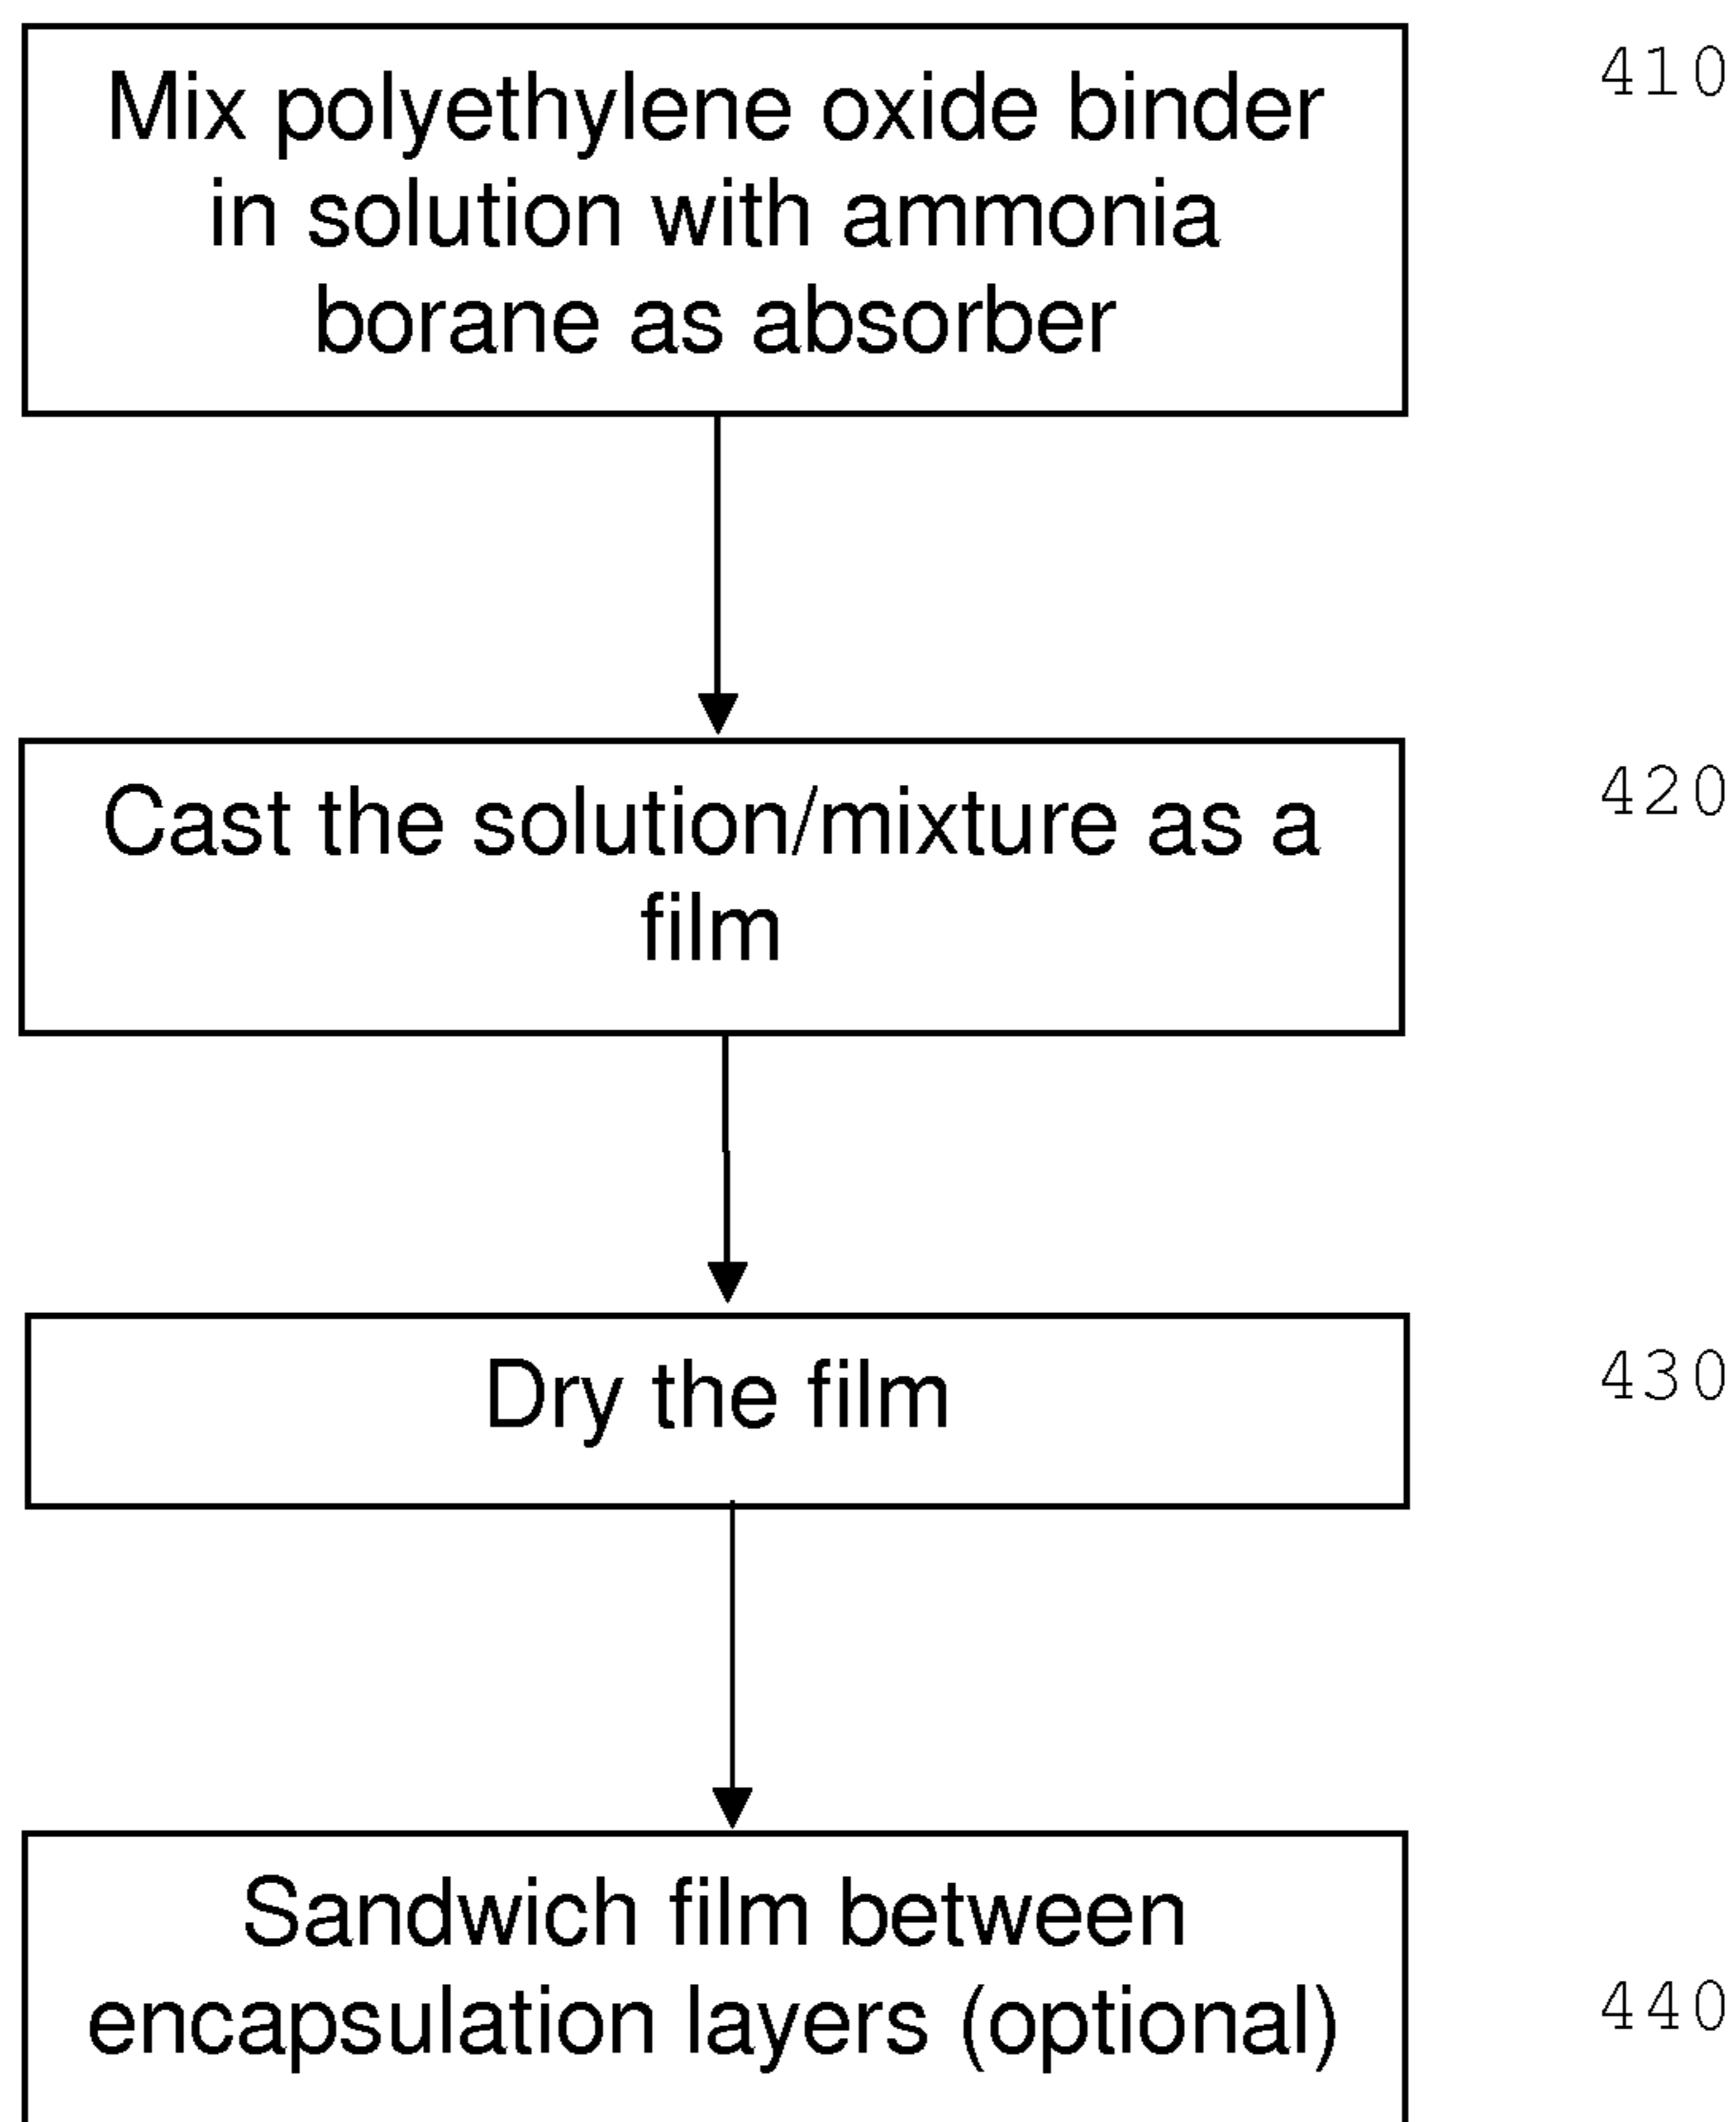 Mix polyethylene oxide binder
in solution with ammonia
borane as absorber
410
Cast the solution/mixture as a
film
420
Dry the film
430
Sandwich film between
encapsulation layers (optional)
440